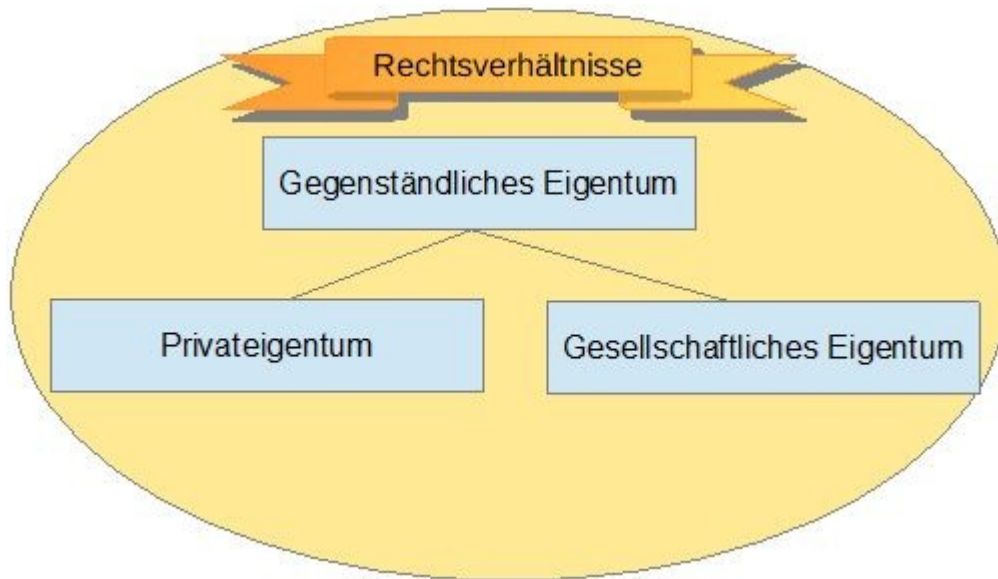 Rechtsverhältnisse
Gegenständliches Eigentum
Privateigentum
Gesellschaftliches Eigentum